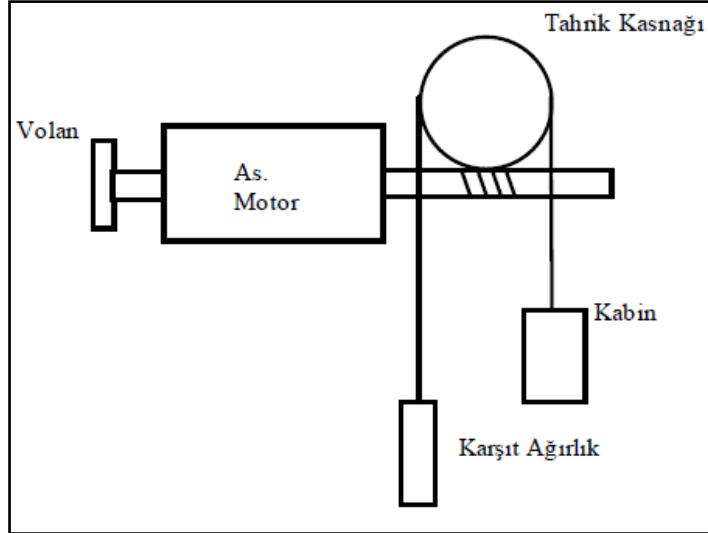 Tahrik Kasnağı
Volan
As.
Motor
Kabin
Karşıt Ağırlık